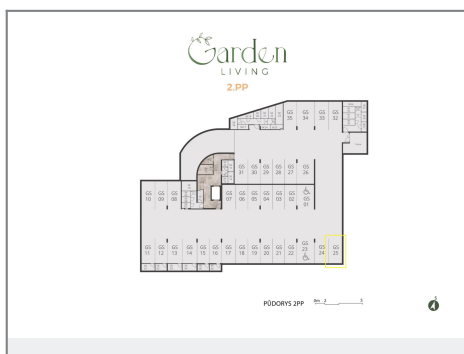 Garden
LIVING
2.PP
GS 35 GS 34 GS 33 GS 32
GS 31 GS 30 GS 29 GS 28 GS 27 GS 26
GS 10 GS 09 GS 08
GS 07 GS 06 GS 05 GS 04 GS 03 GS 02 GS 01
GS 11 GS 12 GS 13 GS 14 GS 15 GS 16 GS 17 GS 18 GS 19 GS 20 GS 21 GS 22 GS 23 GS 24 GS 25
PŮDORYS 2PP
0m 2 5
S